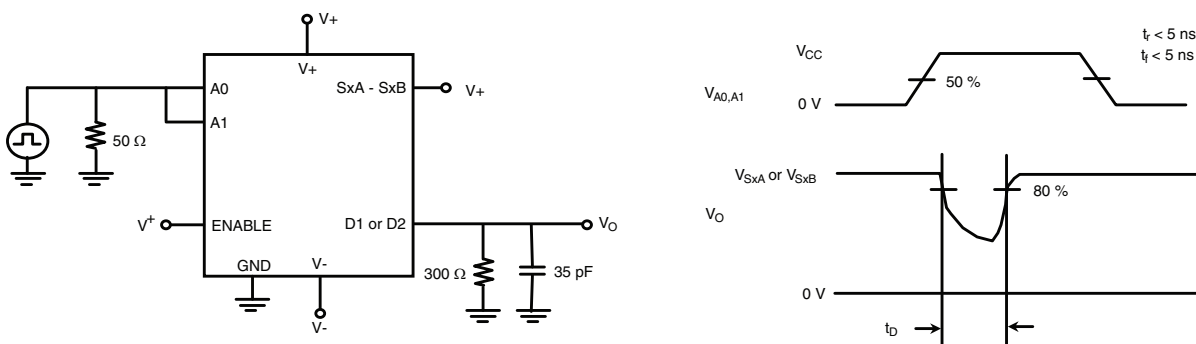 V+
V+
A0
SxA - SxB
V+
A1
50 Ω
V+
ENABLE
D1 or D2
VO
GND
V-
300 Ω
35 pF
V-
tr < 5 ns
tf < 5 ns
VCC
50 %
VA0,A1
0 V
VSxA or VSxB
80 %
VO
0 V
tD